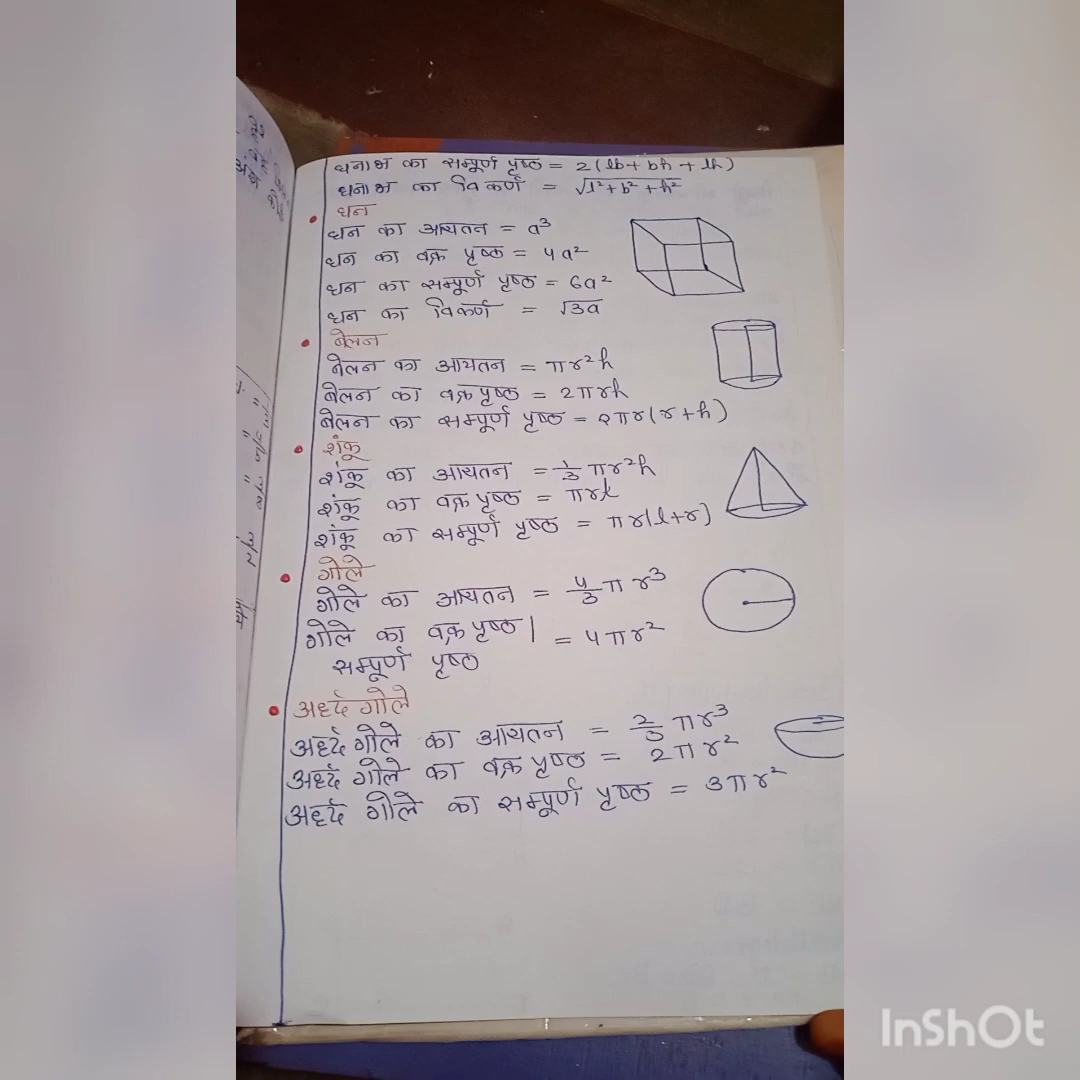 घनाभ का सम्पूर्ण पृष्ठ = 2(lb + bh + lh)
घनाभ का विकर्ण = √l²+b²+h²
• घन
घन का आयतन = a³
घन का वक्र पृष्ठ = 4a²
घन का सम्पूर्ण पृष्ठ = 6a²
घन का विकर्ण = √3a
• बेलन
बेलन का आयतन = πr²h
बेलन का वक्र पृष्ठ = 2πrh
बेलन का सम्पूर्ण पृष्ठ = 2πr(r+h)
• शंकू
शंकू का आयतन = 1/3 πr²h
शंकू का वक्र पृष्ठ = πrl
शंकू का सम्पूर्ण पृष्ठ = πr(l+r)
• गोले
गोले का आयतन = 4/3 πr³
गोले का वक्र पृष्ठ | = 4πr²
सम्पूर्ण पृष्ठ
• अर्ध्द गोले
अर्ध्द गोले का आयतन = 2/3 πr³
अर्ध्द गोले का वक्र पृष्ठ = 2πr²
अर्ध्द गोले का सम्पूर्ण पृष्ठ = 3πr²
InShOt